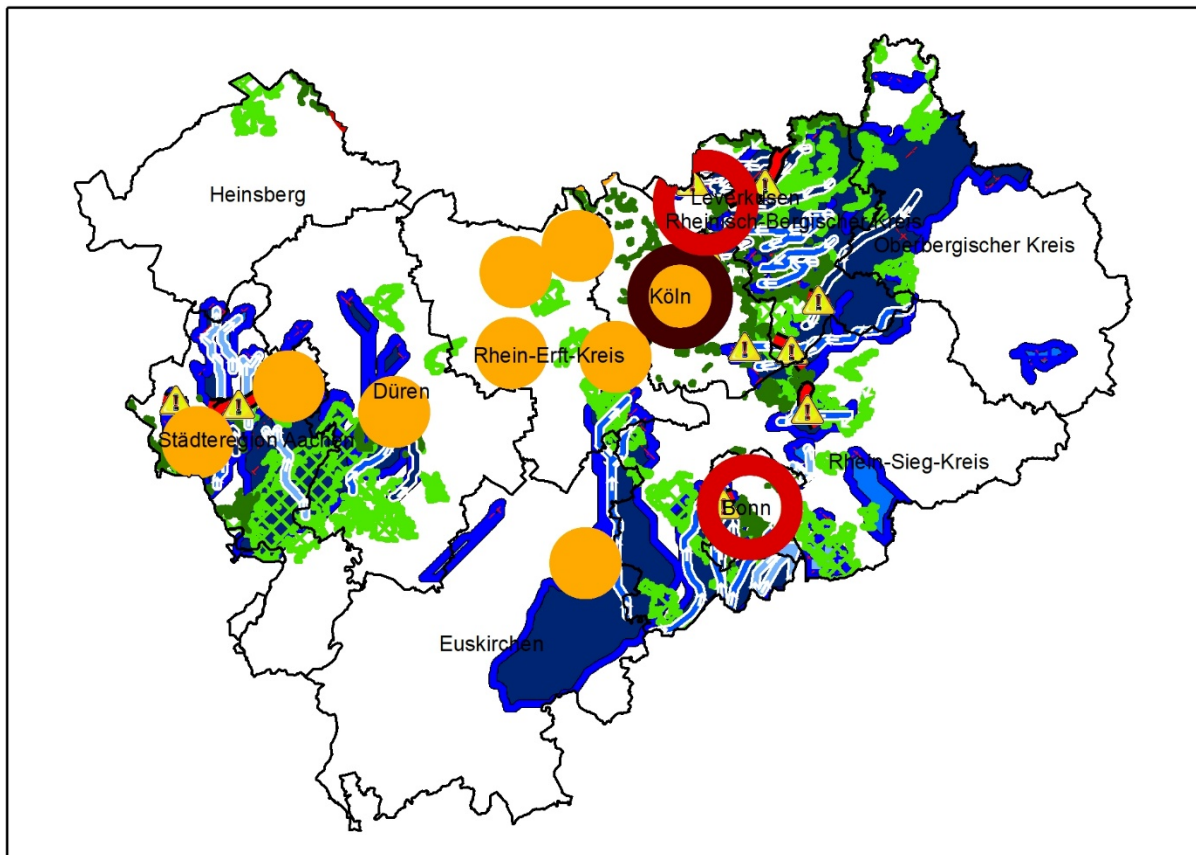 Heinsberg
Leverkusen
Rheinisch-Bergischer Kreis
Oberbergischer Kreis
Köln
Rhein-Erft-Kreis
Düren
Städteregion Aachen
Rhein-Sieg-Kreis
Bonn
Euskirchen